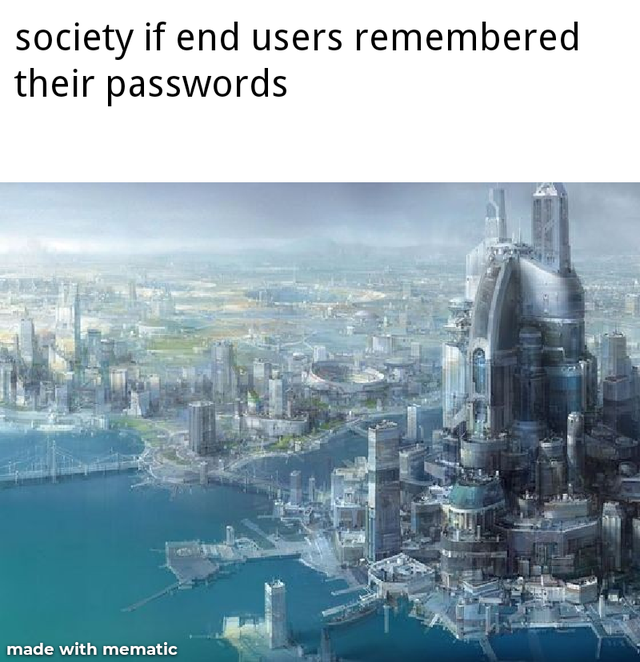 society if end users remembered
their passwords
made with mematic